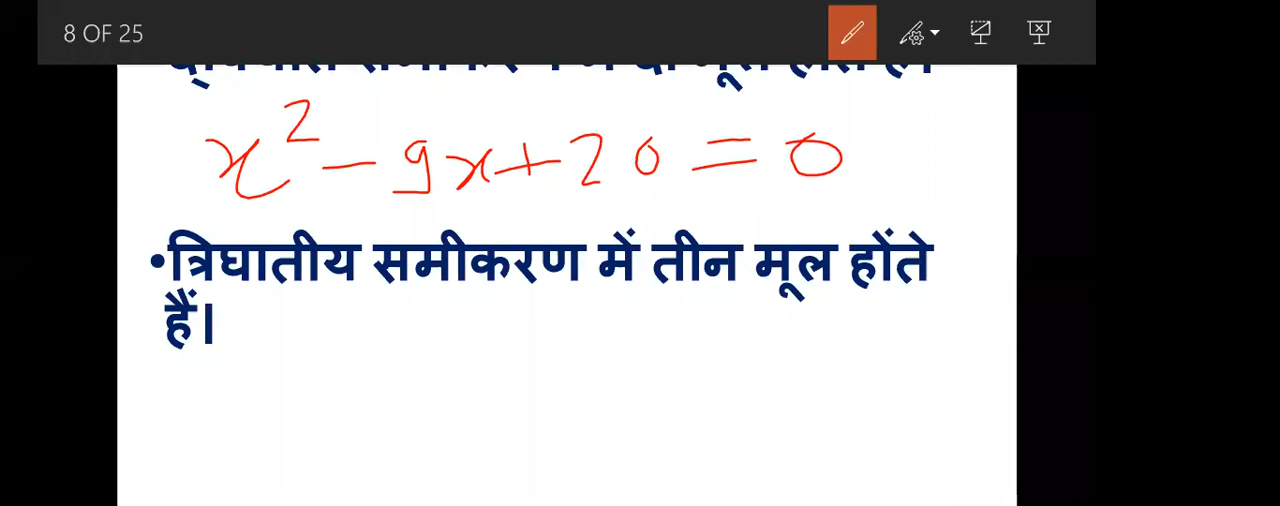 8 OF 25
x² - 9x + 20 = 0
•त्रिघातीय समीकरण में तीन मूल होंते
हैं।